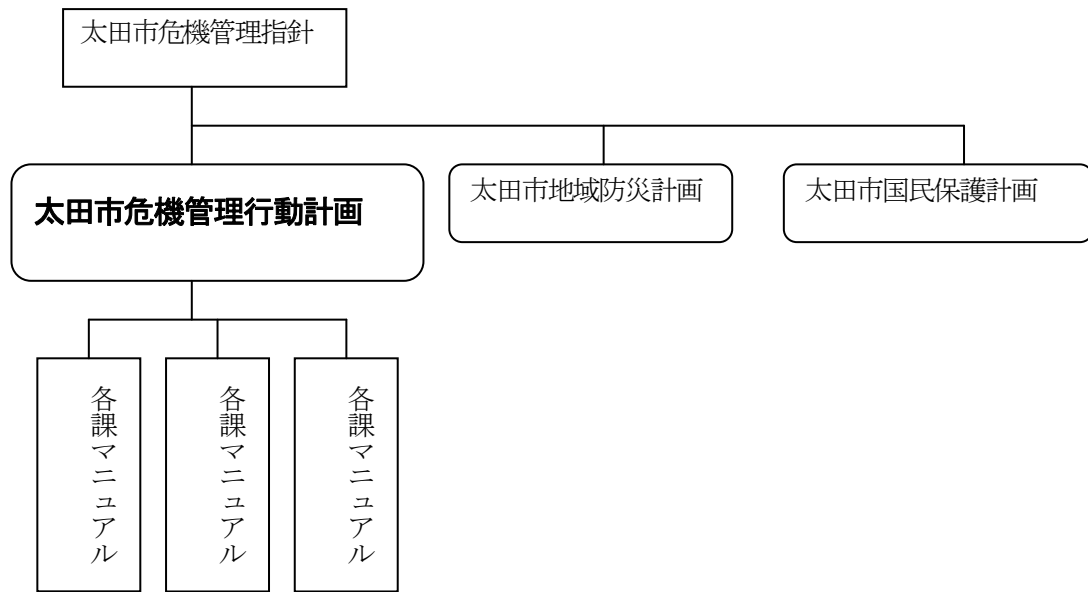 太田市危機管理指針
太田市危機管理行動計画
太田市地域防災計画
太田市国民保護計画
各課マニュアル
各課マニュアル
各課マニュアル